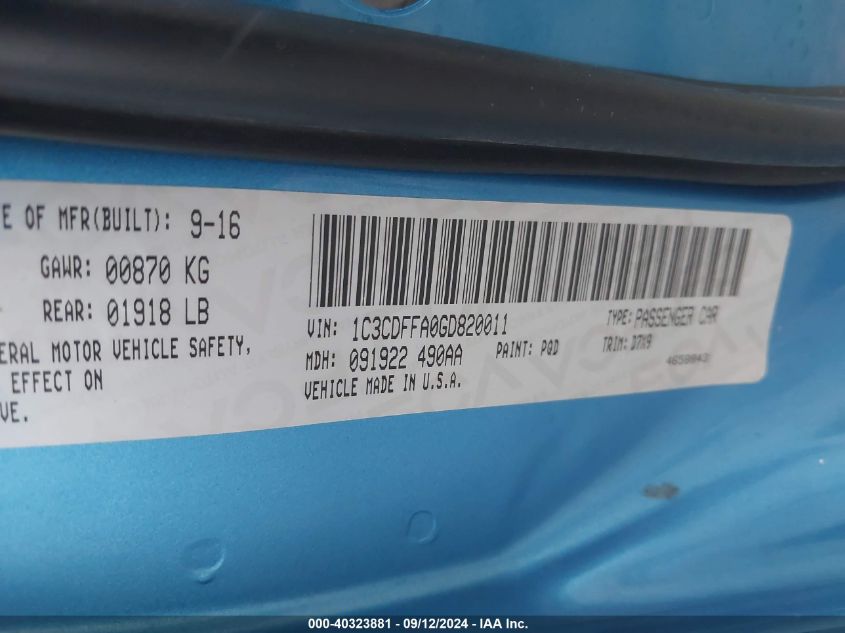 E OF MFR(BUILT): 9-16
GAWR: 00870 KG
REAR: 01918 LB
ERAL MOTOR VEHICLE SAFETY,
EFFECT ON
VE.
VIN: 1C3CDFFA0GD820011
TYPE: PASSENGER CAR
MDH: 091922 490AA
PAINT: PQD
TRIM: D7X9
VEHICLE MADE IN U.S.A.
000-40323881 - 09/12/2024 - IAA Inc.